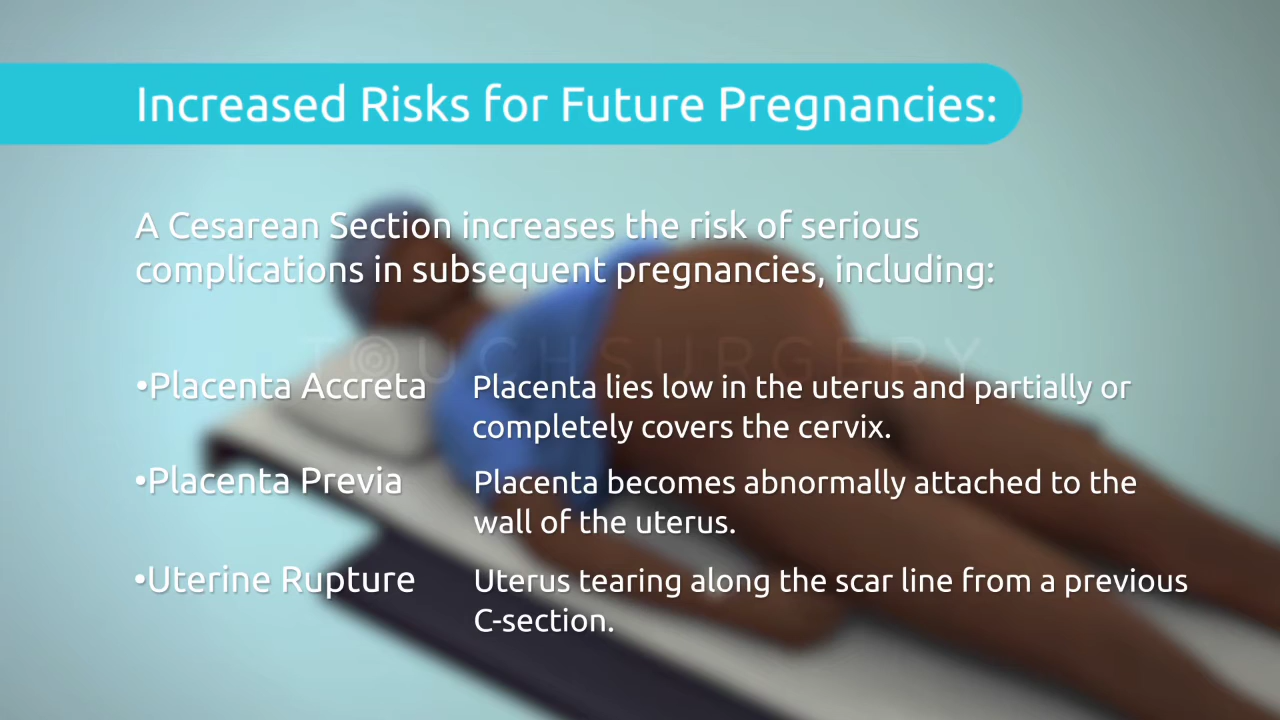 Increased Risks for Future Pregnancies:
A Cesarean Section increases the risk of serious
complications in subsequent pregnancies, including:
TOUCHSURGERY
•Placenta Accreta Placenta lies low in the uterus and partially or
completely covers the cervix.
•Placenta Previa Placenta becomes abnormally attached to the
wall of the uterus.
•Uterine Rupture Uterus tearing along the scar line from a previous
C-section.